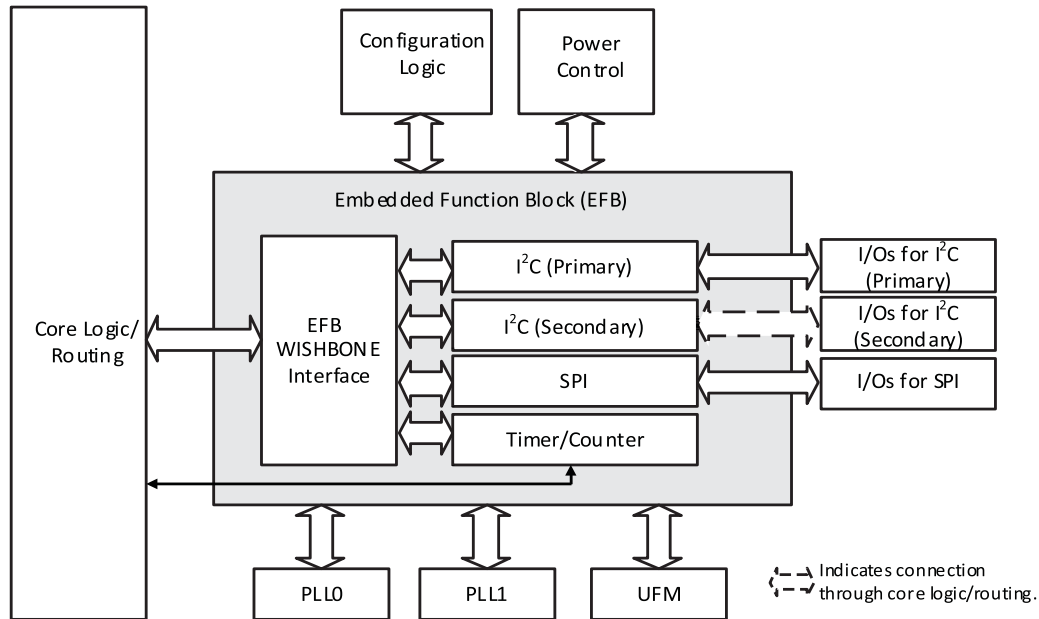 Configuration
Logic
Power
Control
Embedded Function Block (EFB)
Core Logic/
Routing
EFB
WISHBONE
Interface
I²C (Primary)
I²C (Secondary)
SPI
Timer/Counter
I/Os for I²C
(Primary)
I/Os for I²C
(Secondary)
I/Os for SPI
PLL0
PLL1
UFM
Indicates connection
through core logic/routing.